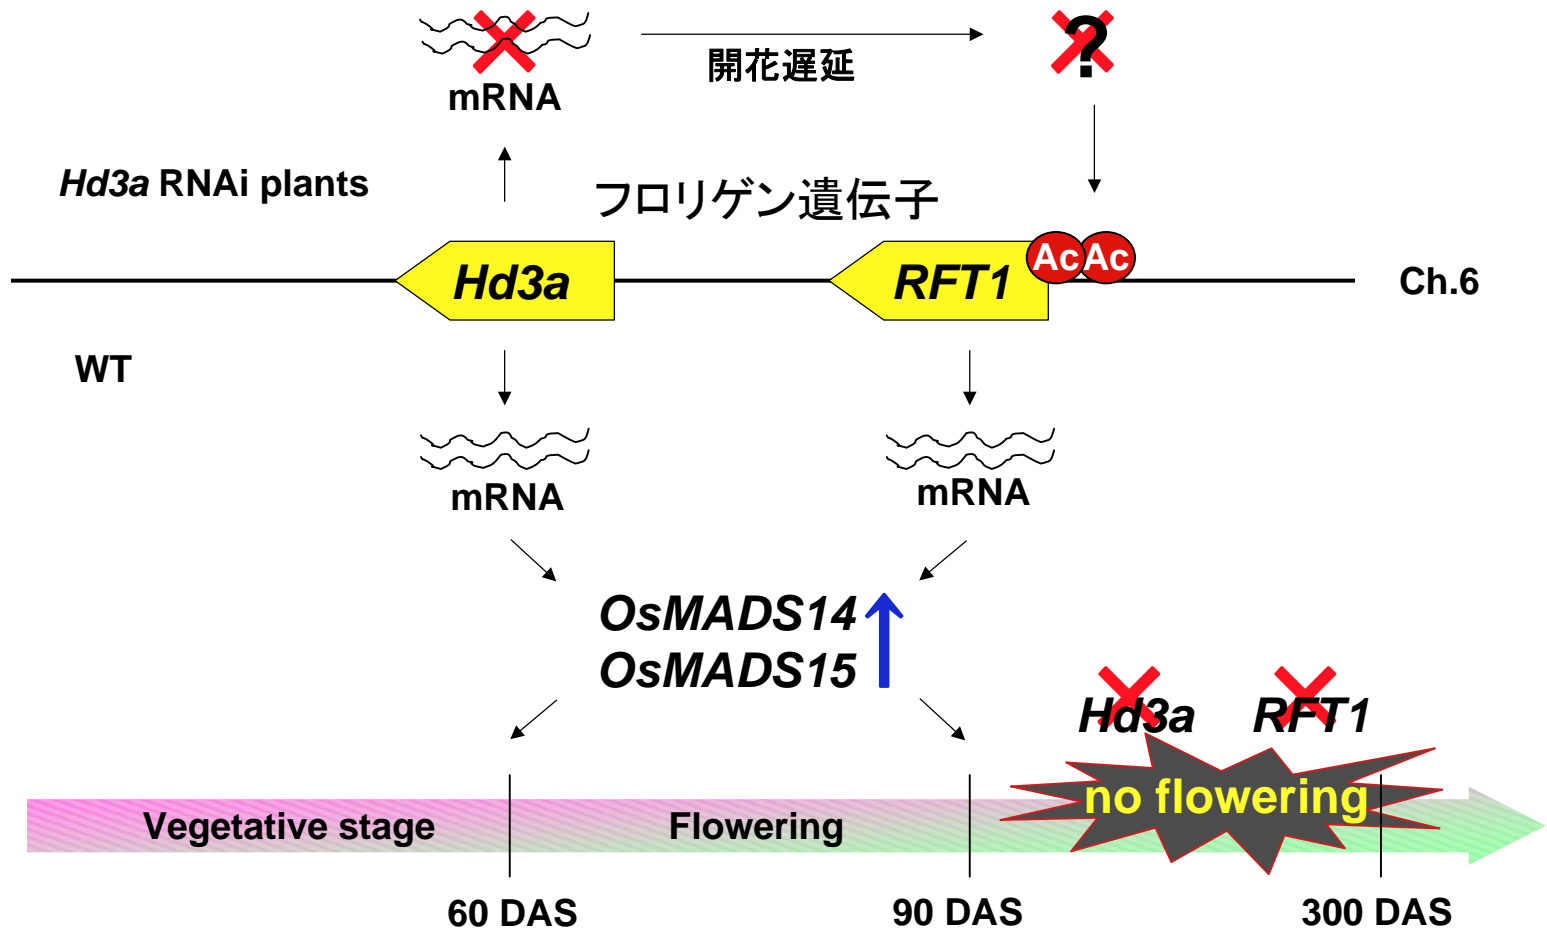 mRNA
開花遅延
?
Hd3a RNAi plants
フロリゲン遺伝子
Hd3a
RFT1
Ac Ac
Ch.6
WT
mRNA
mRNA
OsMADS14
OsMADS15
Hd3a
RFT1
no flowering
Vegetative stage
Flowering
60 DAS
90 DAS
300 DAS